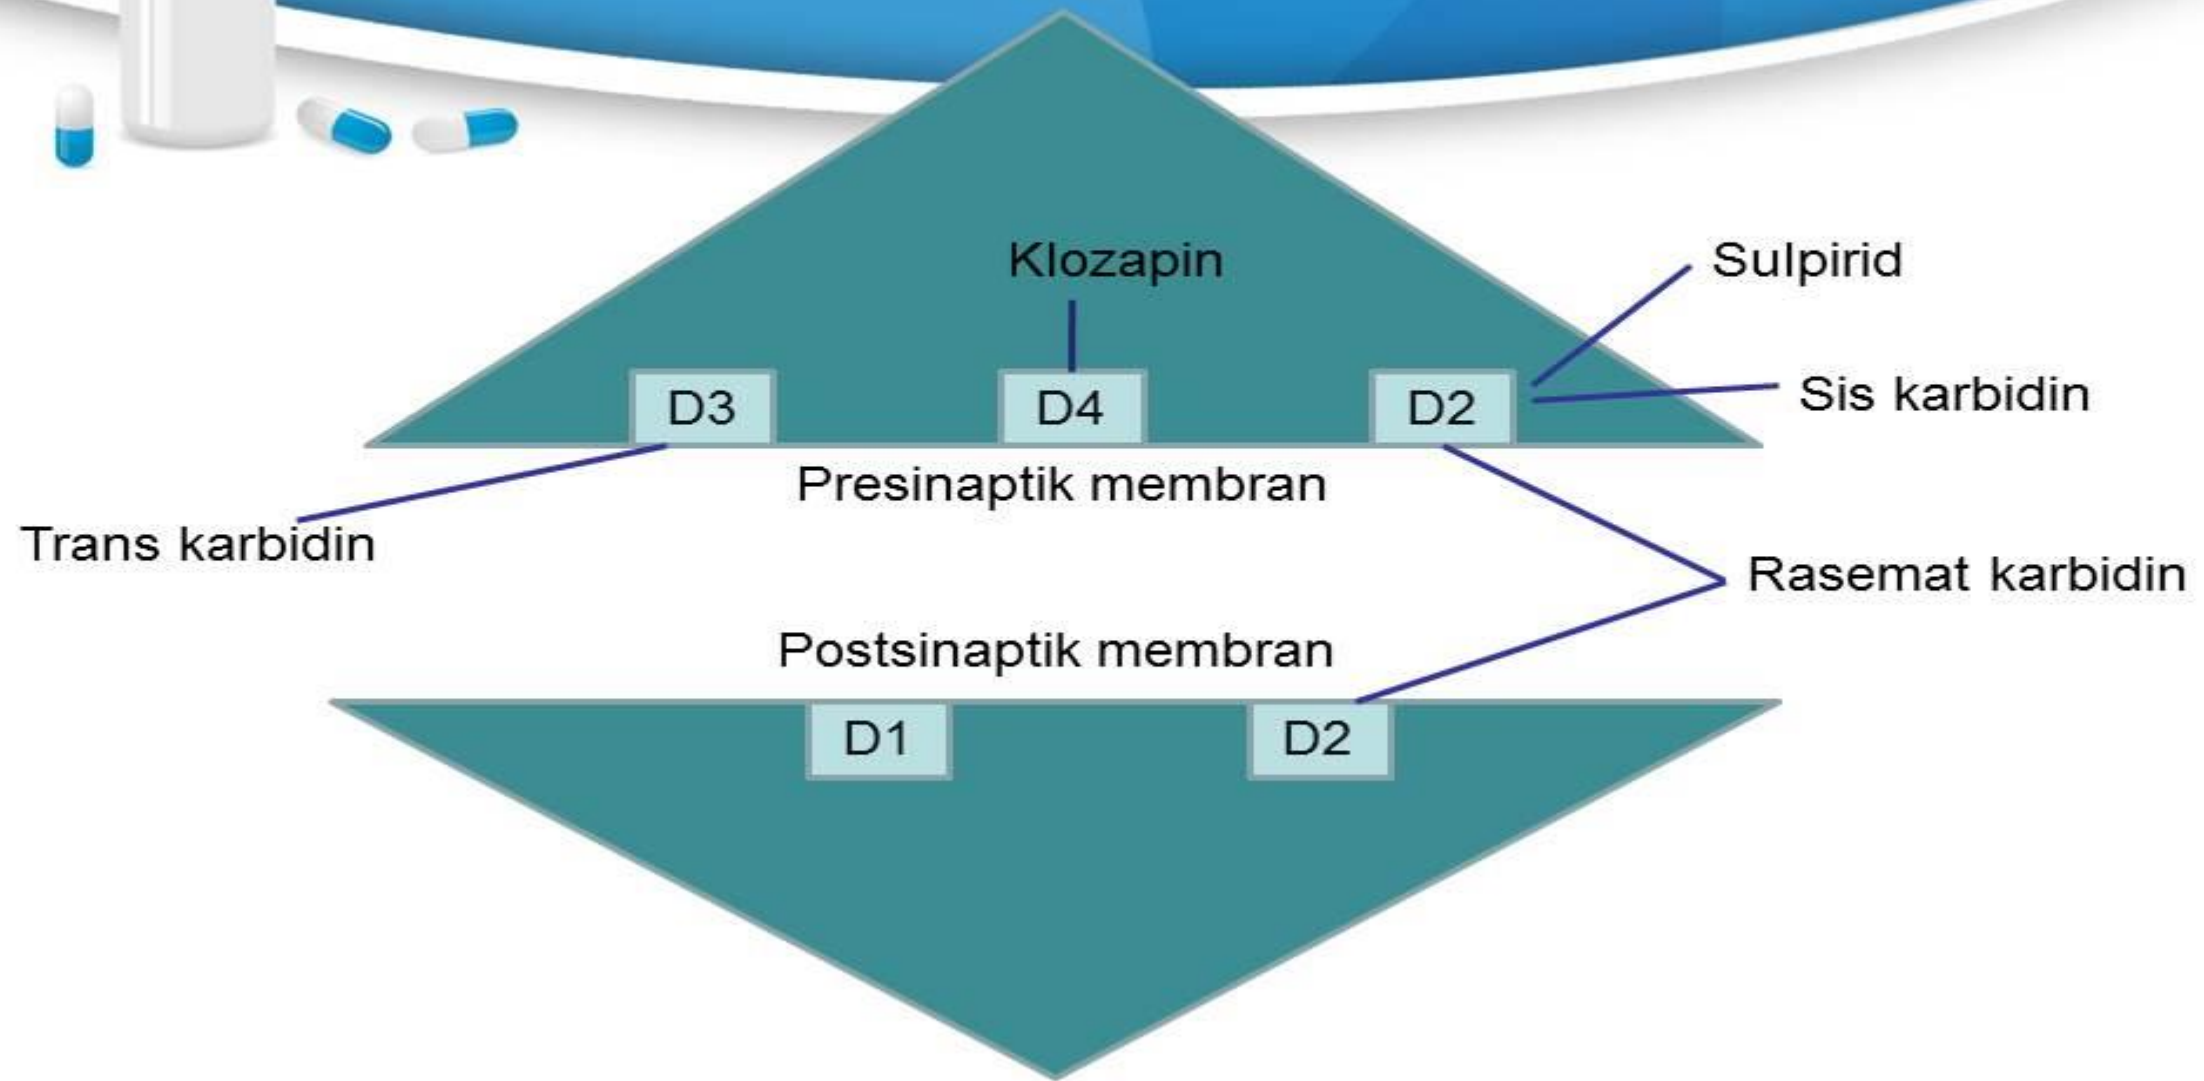 Klozapin
Sulpirid
D3
D4
D2
Sis karbidin
Presinaptik membran
Trans karbidin
Rasemat karbidin
Postsinaptik membran
D1
D2